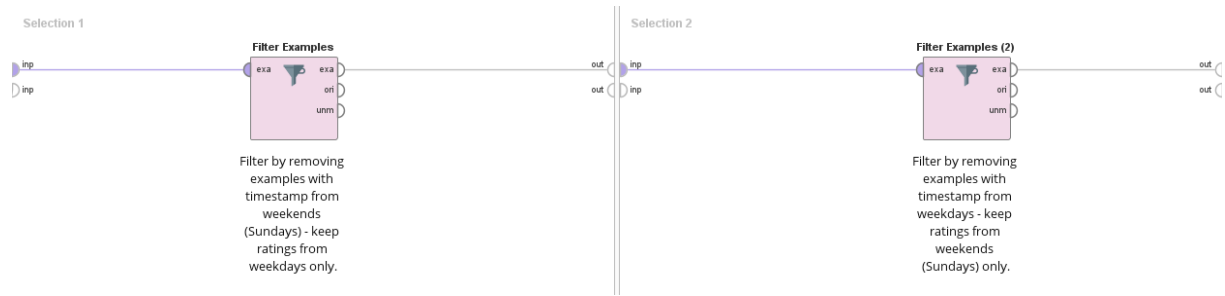 Selection 1
Filter Examples
inp
exa
exa
out
inp
ori
out
unm
Filter by removing
examples with
timestamp from
weekends
(Sundays) - keep
ratings from
weekdays only.
Selection 2
Filter Examples (2)
inp
exa
exa
out
inp
ori
out
unm
Filter by removing
examples with
timestamp from
weekdays - keep
ratings from
weekends
(Sundays) only.